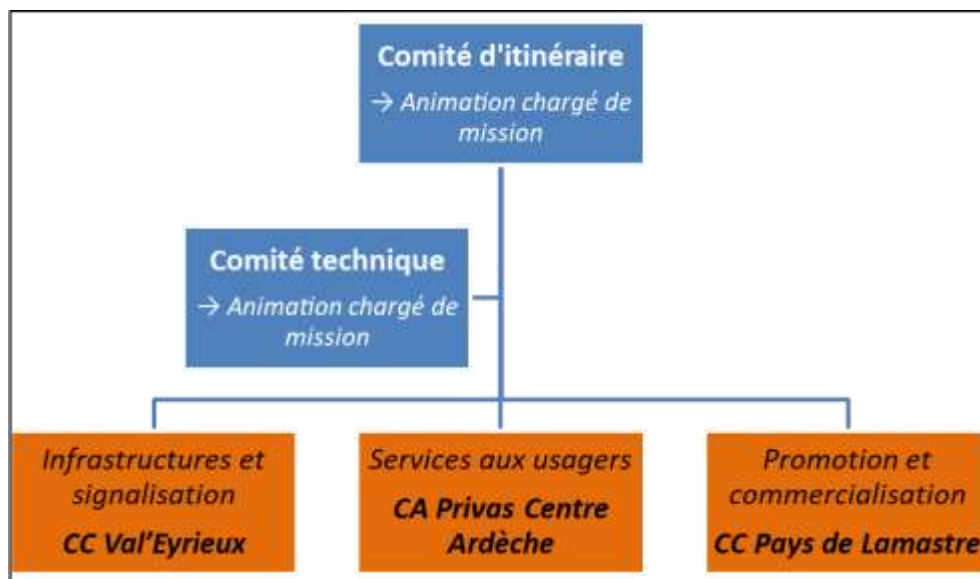 Comité d'itinéraire
→ Animation chargé de
mission
Comité technique
→ Animation chargé de
mission
Infrastructures et
signalisation
CC Val’Eyrieux
Services aux usagers
CA Privas Centre
Ardèche
Promotion et
commercialisation
CC Pays de Lamastre